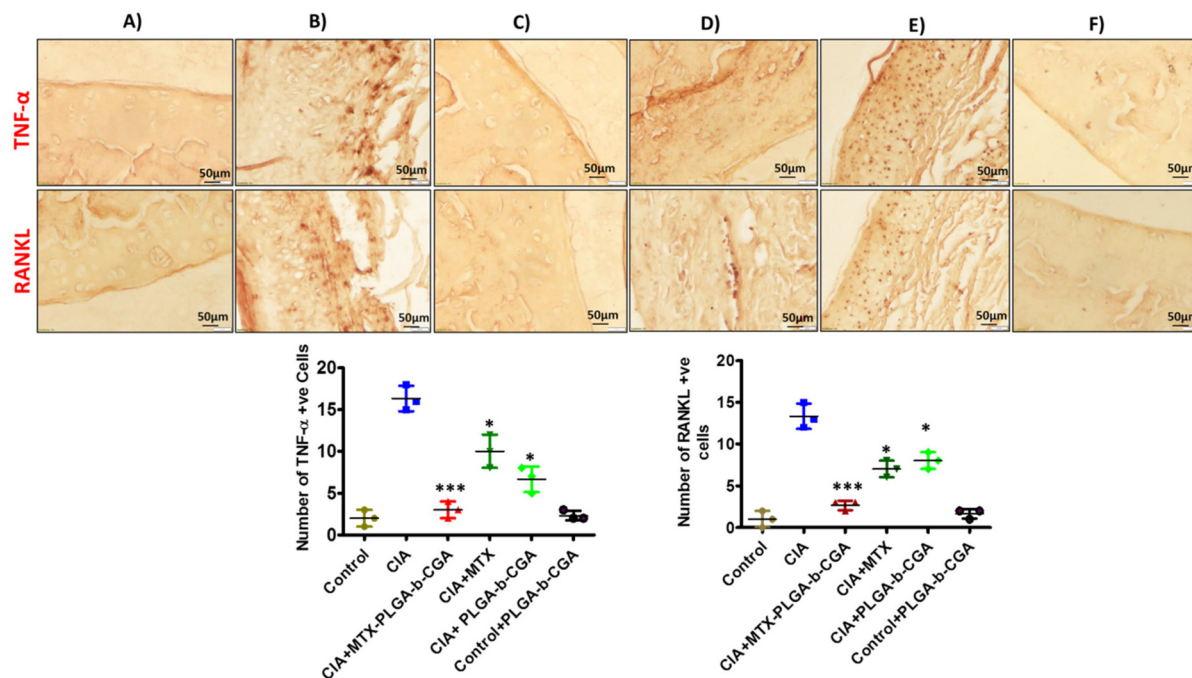 A) B) C) D) E) F)
TNF-α
50μm 50μm 50μm 50μm 50μm 50μm
RANKL
50μm 50μm 50μm 50μm 50μm 50μm
Number of TNF-α +ve Cells
20
15
10
5
0
*
*
***
Control
CIA
CIA+MTX-PLGA-b-CGA
CIA+MTX
CIA+ PLGA-b-CGA
Control+PLGA-b-CGA
Number of RANKL +ve
cells
20
15
10
5
0
*
*
***
Control
CIA
CIA+MTX-PLGA-b-CGA
CIA+MTX
CIA+PLGA-b-CGA
Control+PLGA-b-CGA